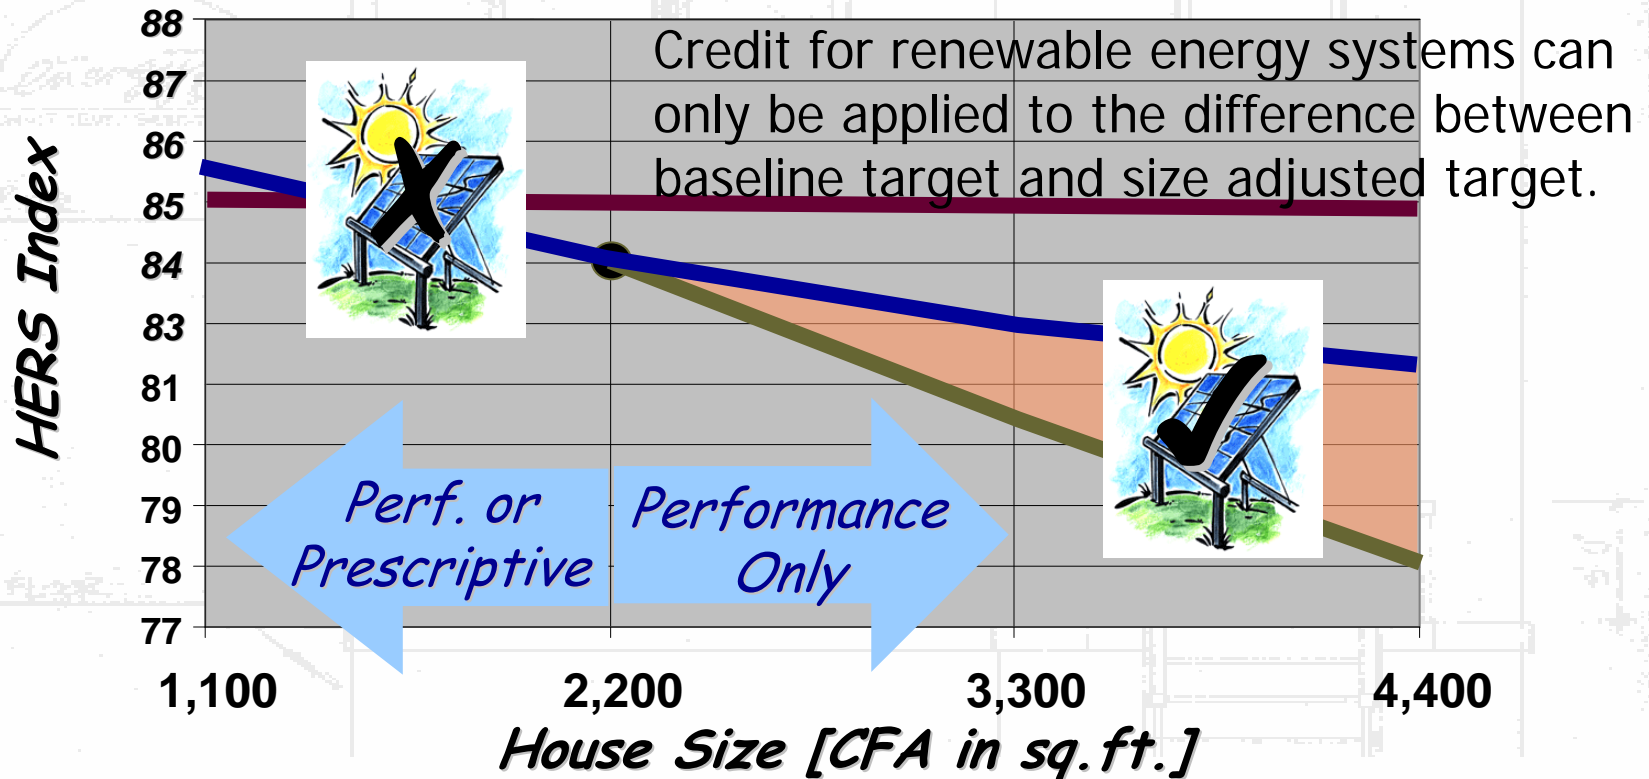 Credit for renewable energy systems can
only be applied to the difference between
baseline target and size adjusted target.
HERS Index
88
87
86
85
84
83
81
80
79
78
77
Perf. or
Prescriptive
Performance
Only
1,100
2,200
3,300
4,400
House Size [CFA in sq.ft.]